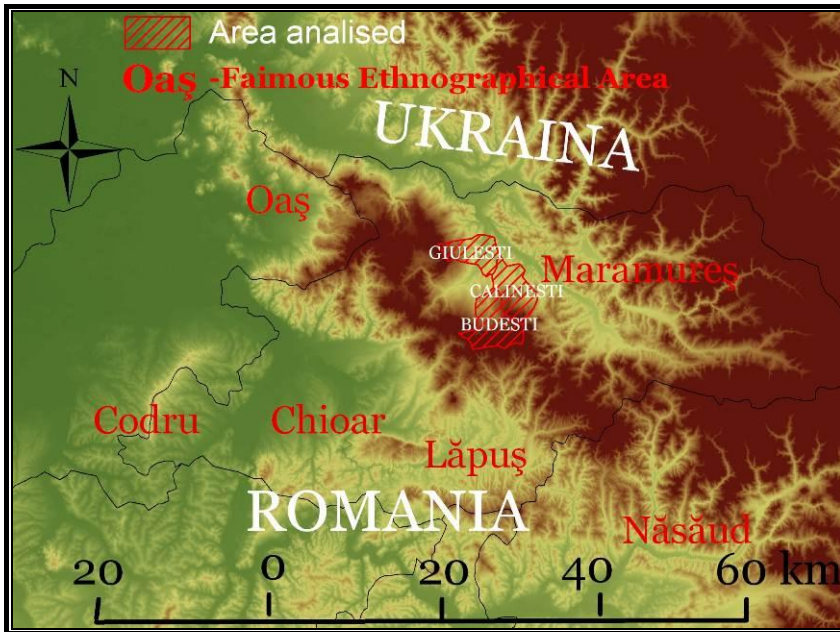 Area analised
Oaş -Faimous Ethnographical Area
N
UKRAINA
Oaş
GIULESTI
Maramureş
CALINESTI
BUDESTI
Codru
Chioar
Lăpuş
ROMANIA
Năsăud
20 0 20 40 60 km